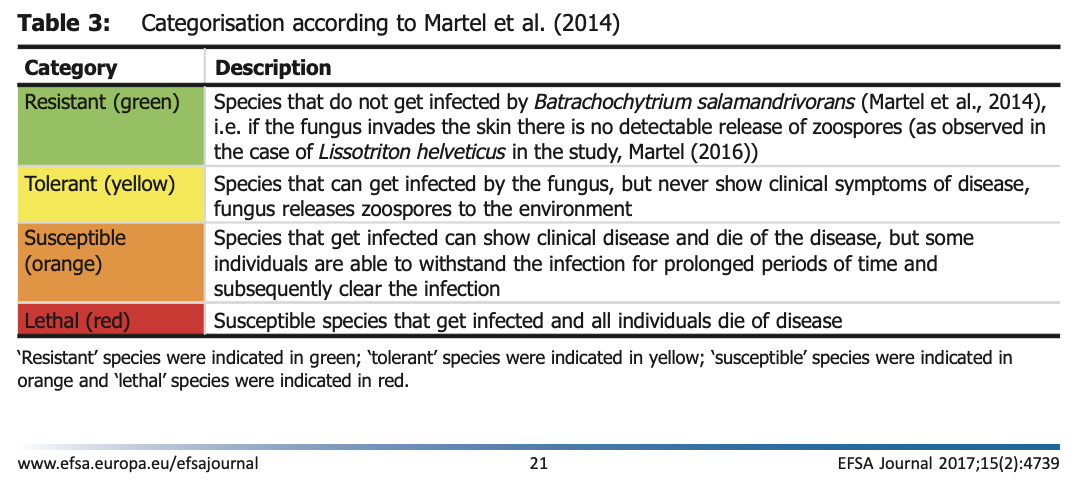 Table 3: Categorisation according to Martel et al. (2014)
Category Description
Resistant (green) Species that do not get infected by Batrachochytrium salamandrivorans (Martel et al., 2014),
i.e. if the fungus invades the skin there is no detectable release of zoospores (as observed in
the case of Lissotriton helveticus in the study, Martel (2016))
Tolerant (yellow) Species that can get infected by the fungus, but never show clinical symptoms of disease,
fungus releases zoospores to the environment
Susceptible Species that get infected can show clinical disease and die of the disease, but some
(orange) individuals are able to withstand the infection for prolonged periods of time and
subsequently clear the infection
Lethal (red) Susceptible species that get infected and all individuals die of disease
‘Resistant’ species were indicated in green; ‘tolerant’ species were indicated in yellow; ‘susceptible’ species were indicated in
orange and ‘lethal’ species were indicated in red.
www.efsa.europa.eu/efsajournal 21 EFSA Journal 2017;15(2):4739